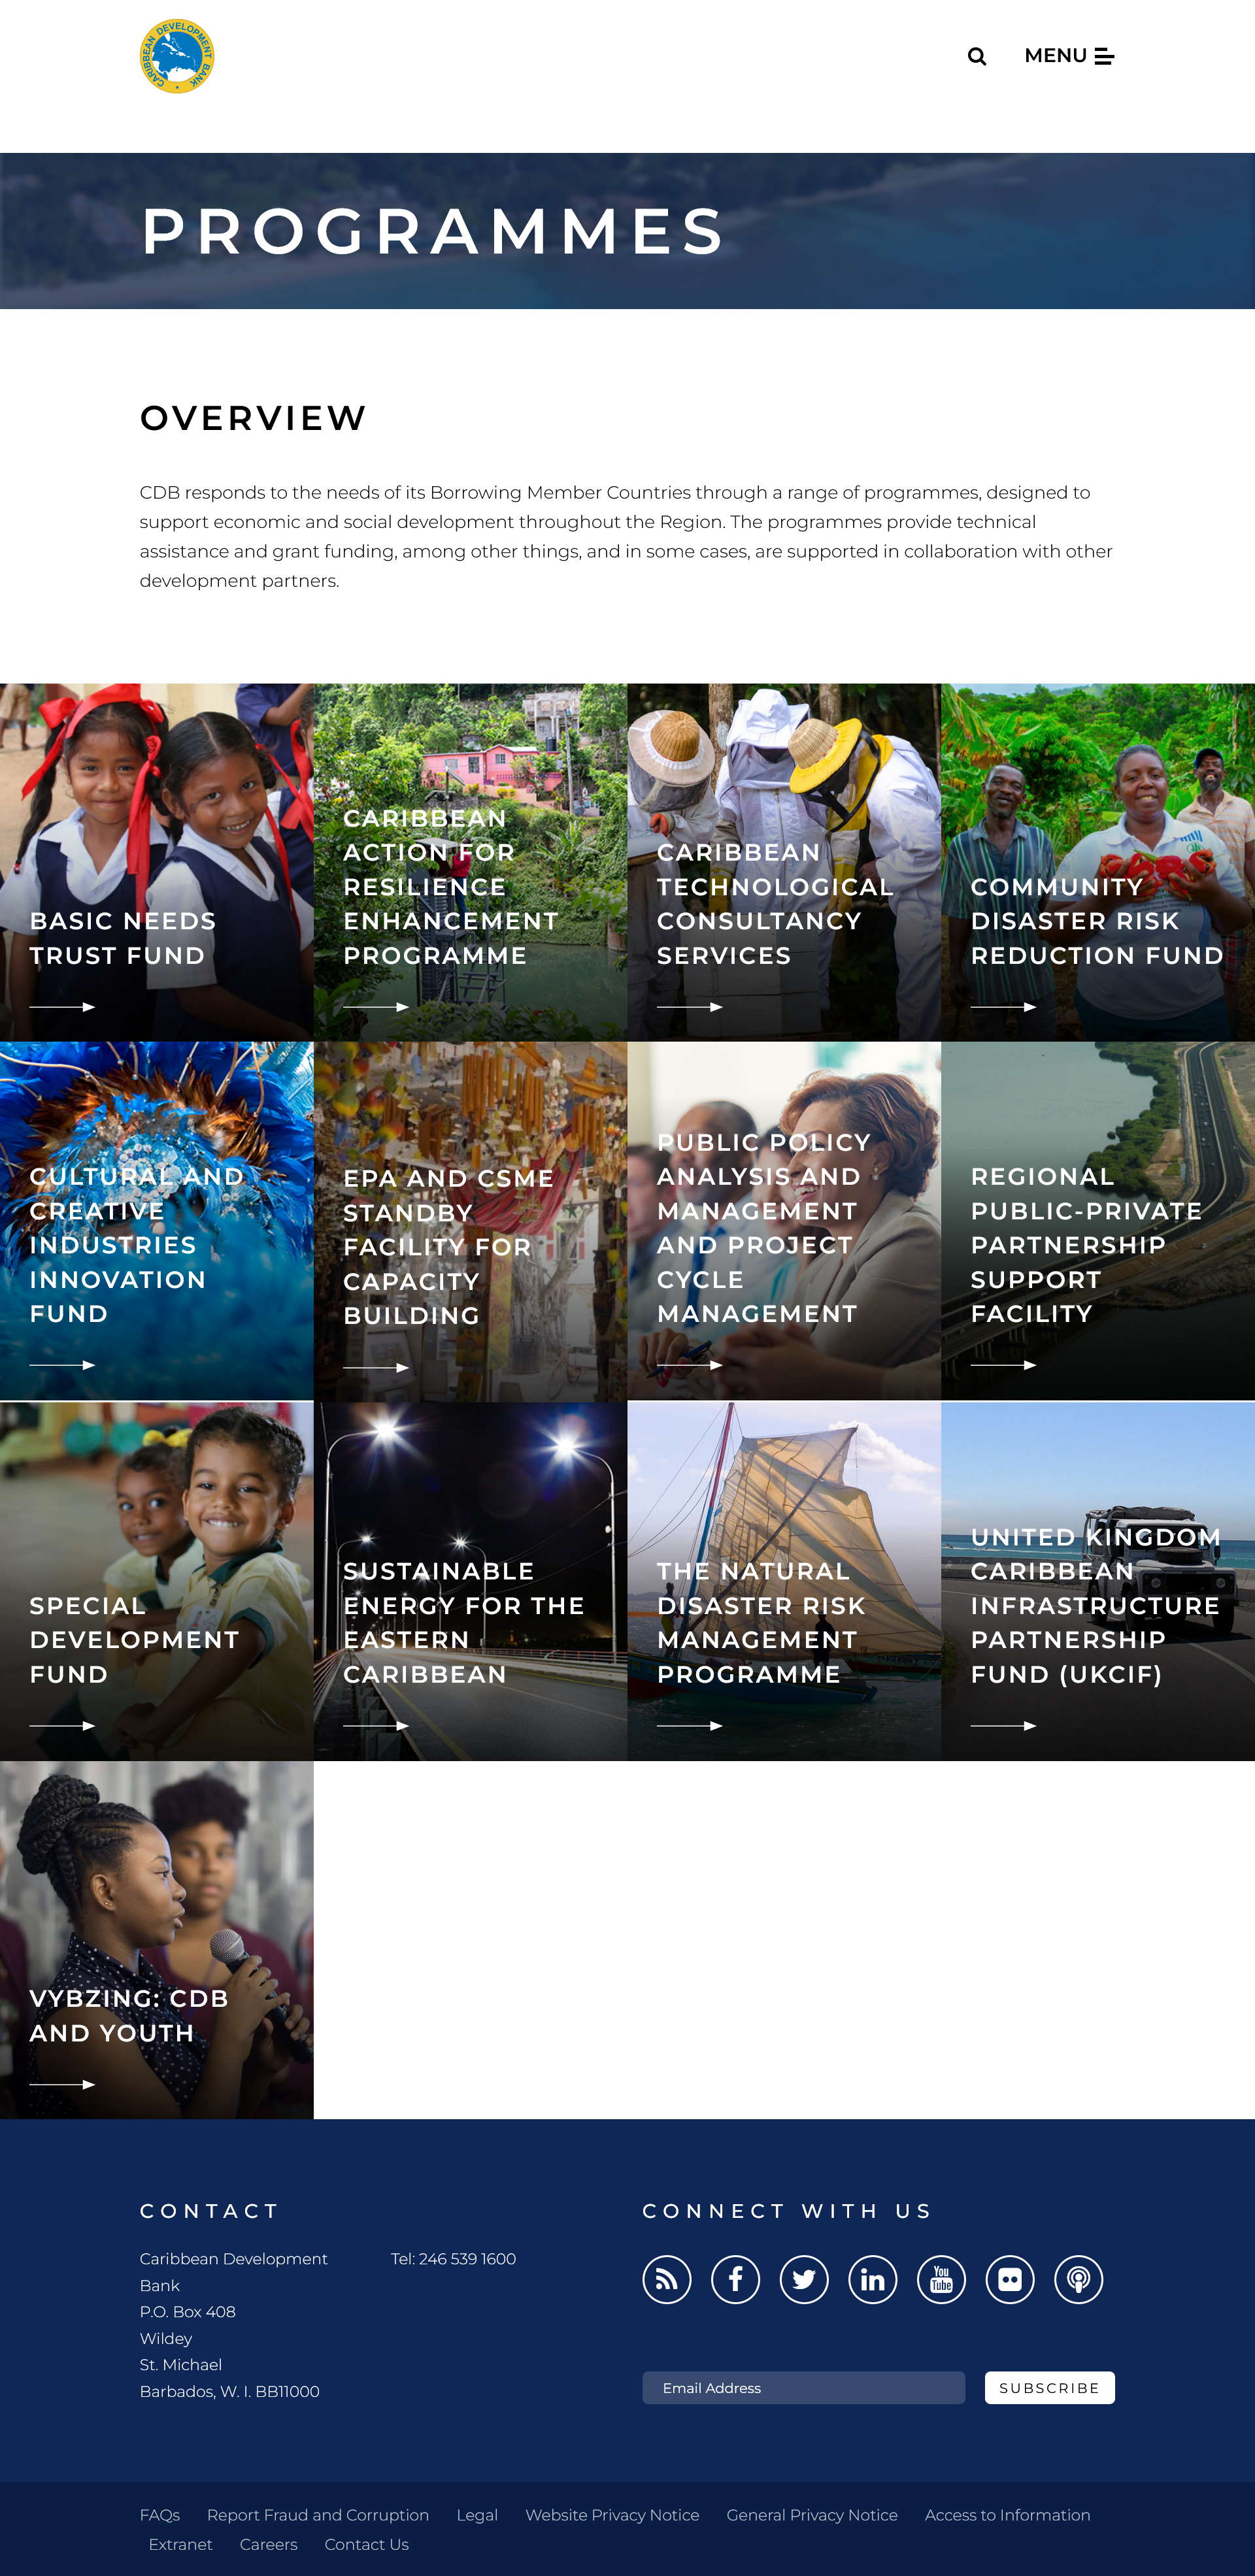 CARIBBEAN DEVELOPMENT BANK
MENU
PROGRAMMES
OVERVIEW
CDB responds to the needs of its Borrowing Member Countries through a range of programmes, designed to
support economic and social development throughout the Region. The programmes provide technical
assistance and grant funding, among other things, and in some cases, are supported in collaboration with other
development partners.
BASIC NEEDS
TRUST FUND
CARIBBEAN
ACTION FOR
RESILIENCE
ENHANCEMENT
PROGRAMME
CARIBBEAN
TECHNOLOGICAL
CONSULTANCY
SERVICES
COMMUNITY
DISASTER RISK
REDUCTION FUND
CULTURAL AND
CREATIVE
INDUSTRIES
INNOVATION
FUND
EPA AND CSME
STANDBY
FACILITY FOR
CAPACITY
BUILDING
PUBLIC POLICY
ANALYSIS AND
MANAGEMENT
AND PROJECT
CYCLE
MANAGEMENT
REGIONAL
PUBLIC-PRIVATE
PARTNERSHIP
SUPPORT
FACILITY
SPECIAL
DEVELOPMENT
FUND
SUSTAINABLE
ENERGY FOR THE
EASTERN
CARIBBEAN
THE NATURAL
DISASTER RISK
MANAGEMENT
PROGRAMME
UNITED KINGDOM
CARIBBEAN
INFRASTRUCTURE
PARTNERSHIP
FUND (UKCIF)
VYBZING: CDB
AND YOUTH
CONTACT
Caribbean Development
Bank
P.O. Box 408
Wildey
St. Michael
Barbados, W. I. BB11000
Tel: 246 539 1600
CONNECT WITH US
You
Tube
Email Address
SUBSCRIBE
FAQs Report Fraud and Corruption Legal Website Privacy Notice General Privacy Notice Access to Information
Extranet Careers Contact Us